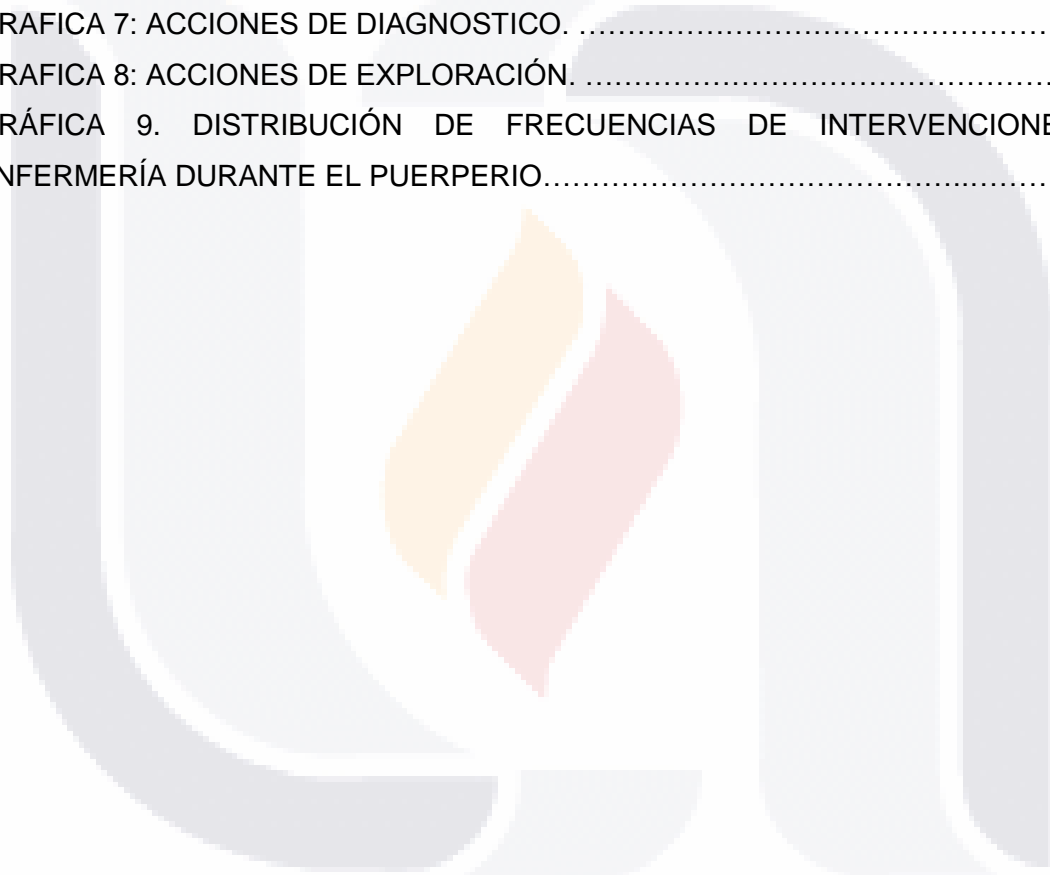 RAFICA 7: ACCIONES DE DIAGNOSTICO. ………………………………………
RAFICA 8: ACCIONES DE EXPLORACIÓN. ………………………………………
RÁFICA 9. DISTRIBUCIÓN DE FRECUENCIAS DE INTERVENCIONE
NFERMERÍA DURANTE EL PUERPERIO……………………………………..………